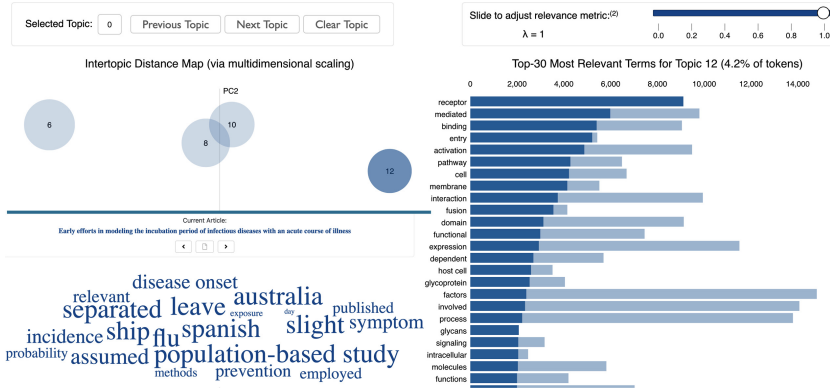 Selected Topic: 0 Previous Topic Next Topic Clear Topic
Slide to adjust relevance metric:(2)
λ = 1
0.0 0.2 0.4 0.6 0.8 1.0
Intertopic Distance Map (via multidimensional scaling)
PC2
6
10
8
12
Current Article:
Early efforts in modeling the incubation period of infectious diseases with an acute course of illness
disease onset
relevant
separated leave australia
exposure day published
incidence ship flu spanish slight symptom
probability assumed population-based study
methods prevention employed
Top-30 Most Relevant Terms for Topic 12 (4.2% of tokens)
0 2,000 4,000 6,000 8,000 10,000 12,000 14,000
receptor
mediated
binding
entry
activation
pathway
cell
membrane
interaction
fusion
domain
functional
expression
dependent
host cell
glycoprotein
factors
involved
process
glycans
signaling
intracellular
molecules
functions